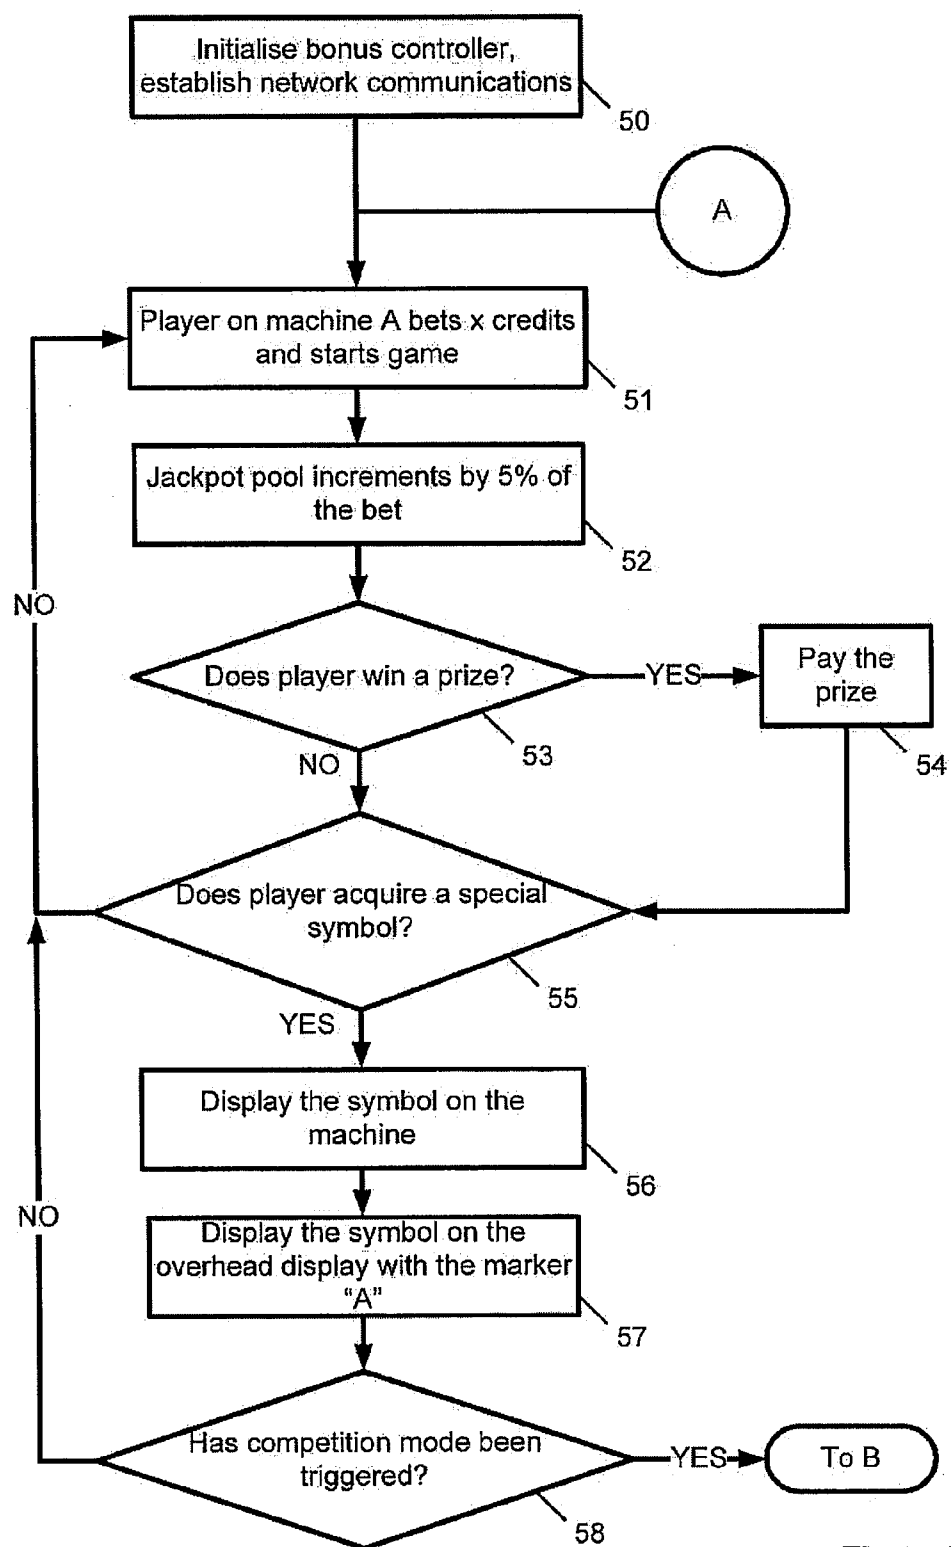 Initialise bonus controller,
establish network communications
50
A
Player on machine A bets x credits
and starts game
51
Jackpot pool increments by 5% of
the bet
52
NO
Does player win a prize?
YES
Pay the
prize
53
54
NO
Does player acquire a special
symbol?
55
YES
Display the symbol on the
machine
56
NO
Display the symbol on the
overhead display with the marker
“A”
57
Has competition mode been
triggered?
YES
To B
58